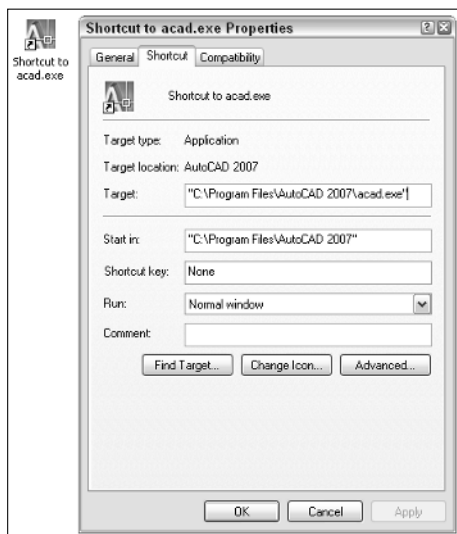 Shortcut to
acad.exe
Shortcut to acad.exe Properties
General Shortcut Compatibility
Shortcut to acad.exe
Target type: Application
Target location: AutoCAD 2007
Target: "C:\Program Files\AutoCAD 2007\acad.exe"
Start in: "C:\Program Files\AutoCAD 2007"
Shortcut key: None
Run: Normal window
Comment:
Find Target... Change Icon... Advanced...
OK Cancel Apply